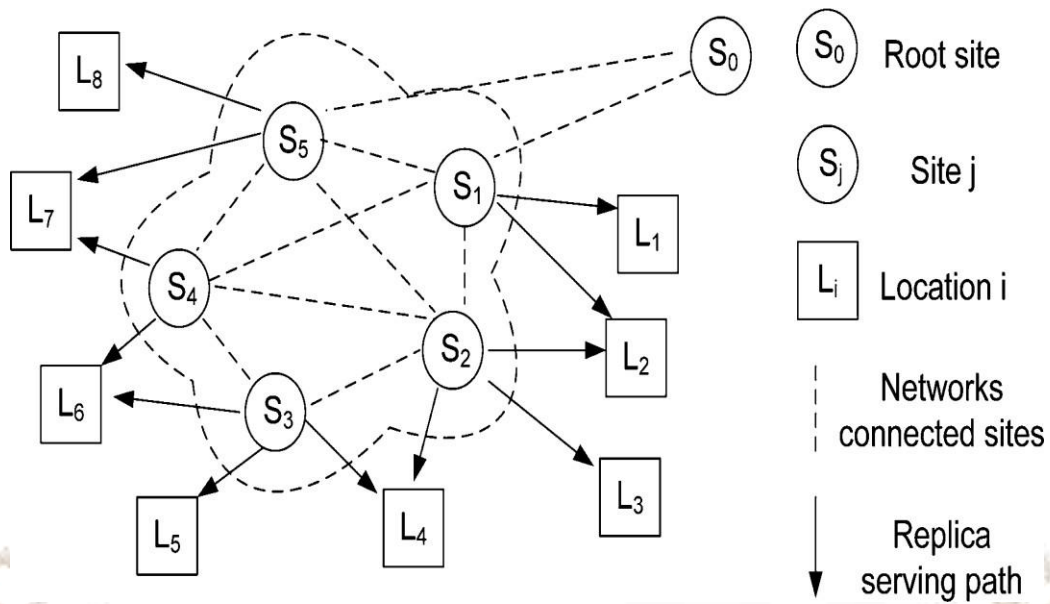 L₈
S₅
S₀
S₀ Root site
L₇
S₁
L₁
Sⱼ Site j
S₄
S₂
L₂
Lᵢ Location i
L₆
S₃
L₃
Networks
connected sites
L₅
L₄
Replica
serving path